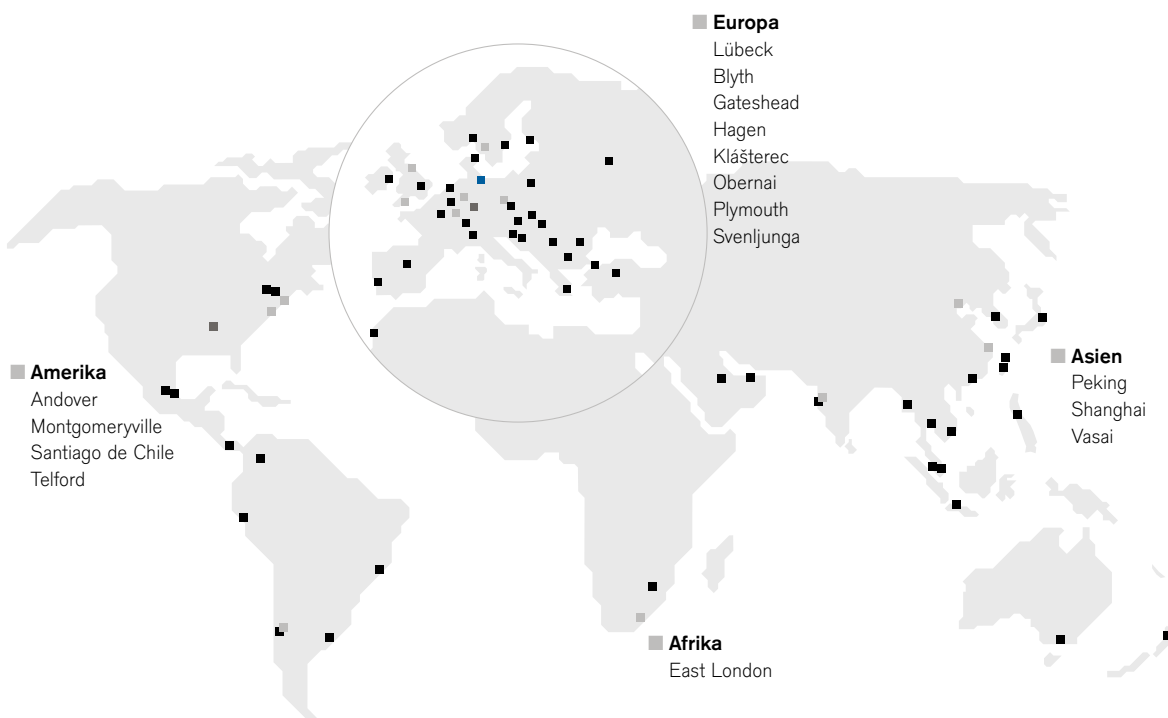 Europa
Lübeck
Blyth
Gateshead
Hagen
Klášterec
Obernai
Plymouth
Svenljunga
Amerika
Andover
Montgomeryville
Santiago de Chile
Telford
Asien
Peking
Shanghai
Vasai
Afrika
East London